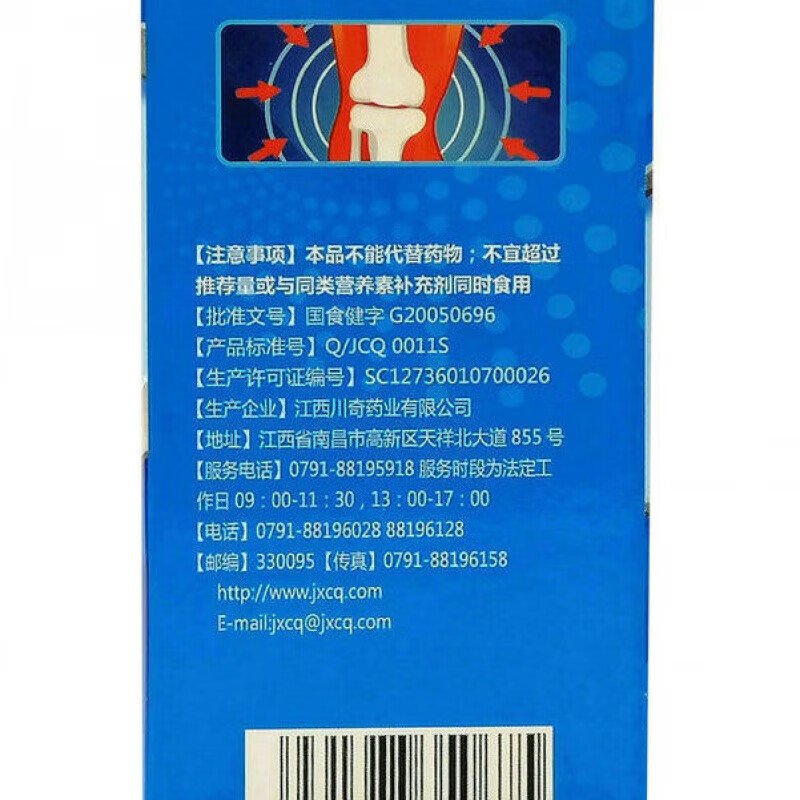 【注意事项】本品不能代替药物；不宜超过
推荐量或与同类营养素补充剂同时食用
【批准文号】国食健字 G20050696
【产品标准号】Q/JCQ 0011S
【生产许可证编号】SC12736010700026
【生产企业】江西川奇药业有限公司
【地址】江西省南昌市高新区天祥北大道 855 号
【服务电话】0791-88195918 服务时段为法定工
作日 09：00-11：30，13：00-17：00
【电话】0791-88196028 88196128
【邮编】330095【传真】0791-88196158
http://www.jxcq.com
E-mail:jxcq@jxcq.com